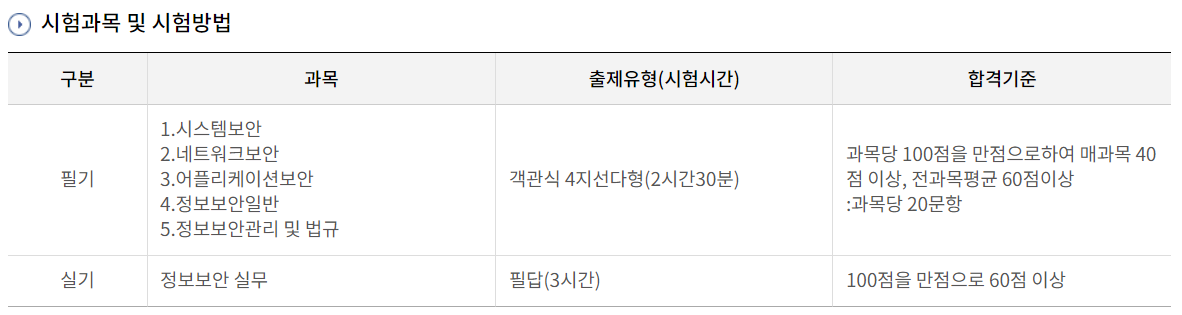 시험과목 및 시험방법
구분
과목
출제유형(시험시간)
합격기준
필기
1.시스템보안
2.네트워크보안
3.어플리케이션보안
4.정보보안일반
5.정보보안관리 및 법규
객관식 4지선다형(2시간30분)
과목당 100점을 만점으로하여 매과목 40
점 이상, 전과목평균 60점이상
:과목당 20문항
실기
정보보안 실무
필답(3시간)
100점을 만점으로 60점 이상